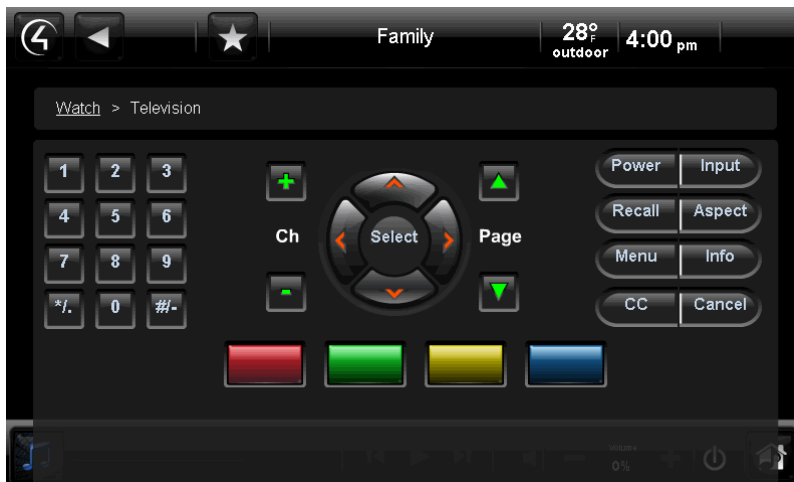 Family
28°F
outdoor
4:00 pm
Watch > Television
1 2 3
4 5 6
7 8 9
*/. 0 #/-
+
Ch
-
Select
Page
Power Input
Recall Aspect
Menu Info
CC Cancel
Volume
0%